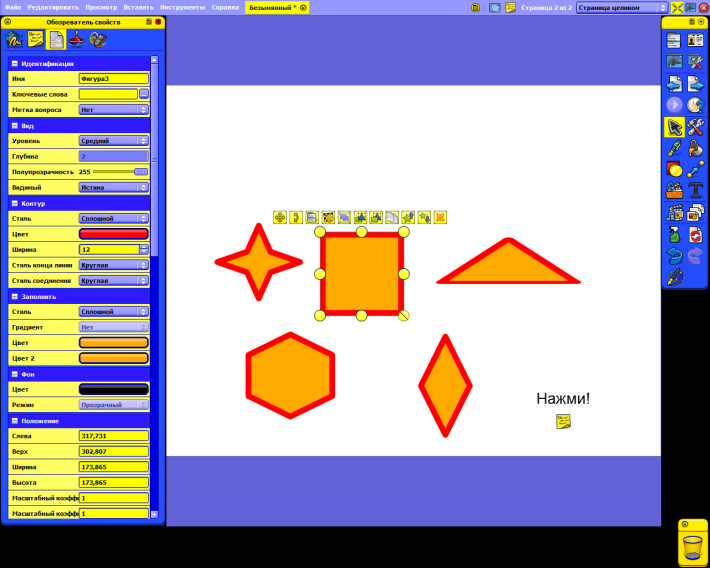 Файл Редактировать Просмотр Вставить Инструменты Справка Безымянный * Страница 2 из 2 Страница целиком
Обозреватель свойств
Идентификация
Имя Фигура3
Ключевые слова ...
Метка вопроса Нет
Вид
Уровень Средний
Глубина 2
Полупрозрачность 255
Видимый Истина
Контур
Стиль Сплошной
Цвет
Ширина 12
Стиль конца линии Круглая
Стиль соединения Круглая
Заполнить
Стиль Сплошной
Градиент Нет
Цвет
Цвет 2
Фон
Цвет
Режим Прозрачный
Положение
Слева 317,731
Верх 302,807
Ширина 173,865
Высота 173,865
Масштабный коэффи 1
Масштабный коэффи 1
Нажми!